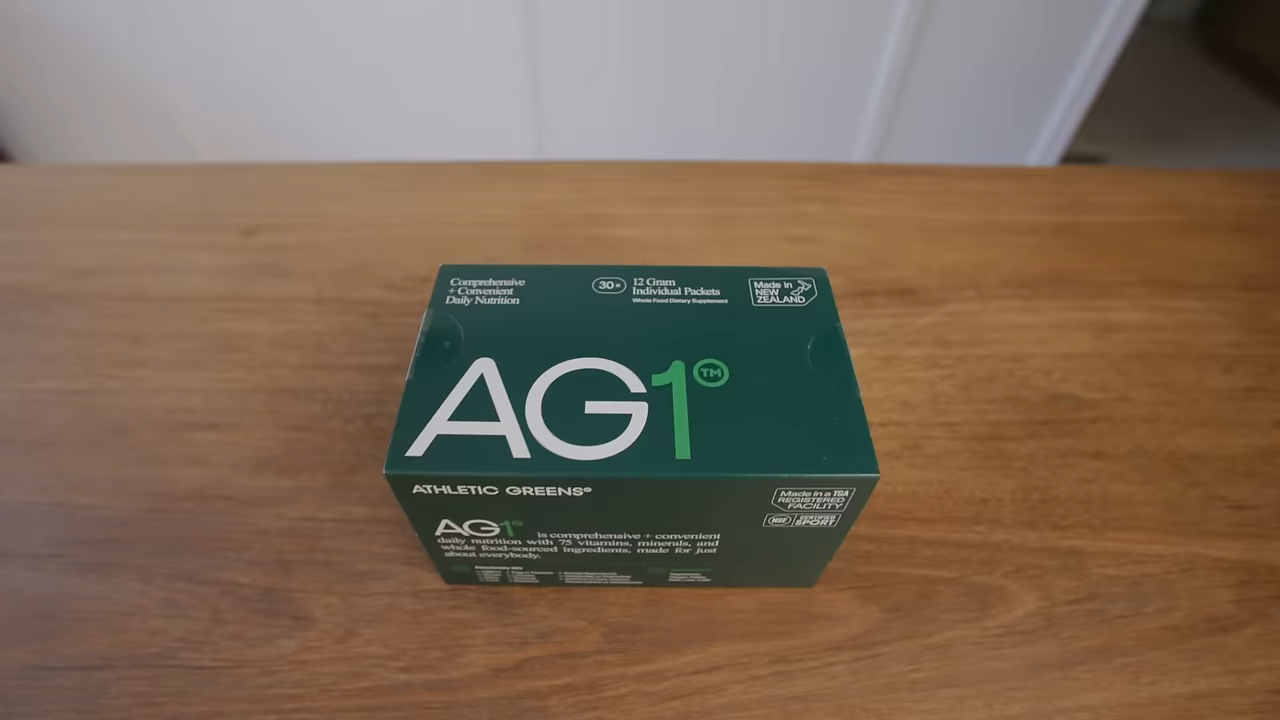 Comprehensive
+ Convenient
Daily Nutrition
30×
12 Gram
Individual Packets
Whole Food Dietary Supplement
Made in
NEW
ZEALAND
AG1™
ATHLETIC GREENS®
Made in a TGA
REGISTERED
FACILITY
NSF CERTIFIED
SPORT
AG1® is comprehensive + convenient
daily nutrition with 75 vitamins, minerals, and
whole food-sourced ingredients, made for just
about everybody.